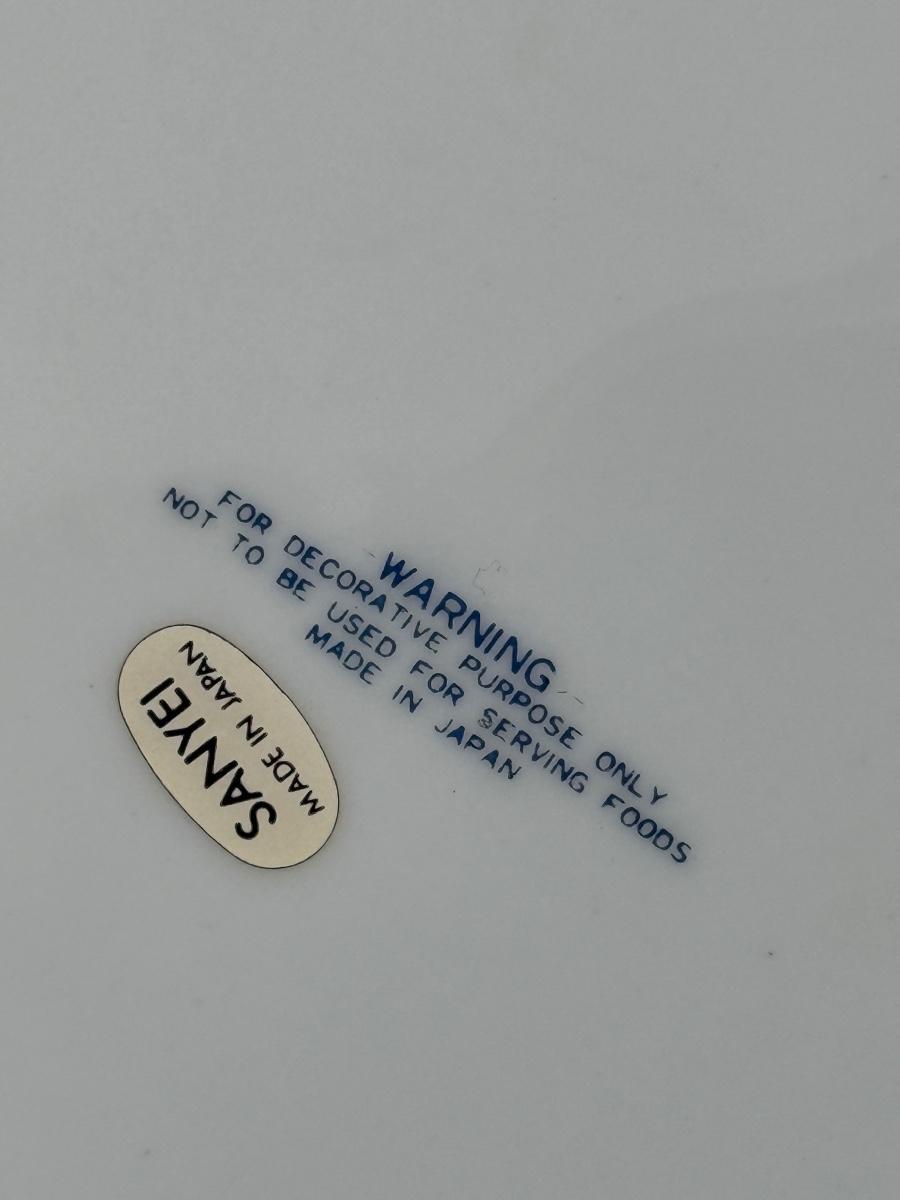 WARNING
FOR DECORATIVE PURPOSE ONLY
NOT TO BE USED FOR SERVING FOODS
MADE IN JAPAN
SANYEI
MADE IN JAPAN